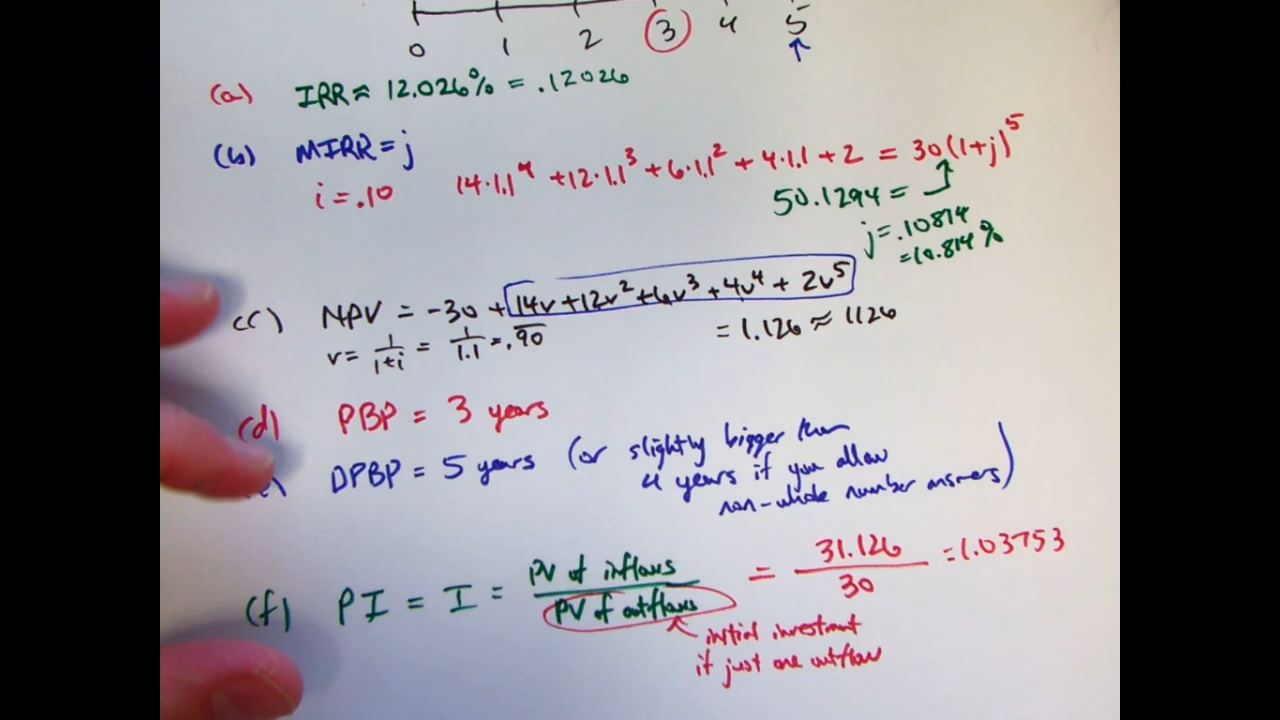 0 1 2 3 4 5
(a) IRR ≈ 12.026% = .12026
(b) MIRR = j
i = .10 14·1.1⁴ + 12·1.1³ + 6·1.1² + 4·1.1 + 2 = 30(1+j)⁵
50.1294 =
j = .10814
= 10.814%
(c) NPV = -30 + 14v + 12v² + 6v³ + 4v⁴ + 2v⁵
v = 1/(1+i) = 1/1.1 = .90 = 1.126 ≈ 1126
(d) PBP = 3 years
DPBP = 5 years (or slightly bigger than
4 years if you allow
non-whole number answers)
(f) PI = I = PV of inflows / PV of outflows = 31.126 / 30 = 1.03753
initial investment
if just one outflow